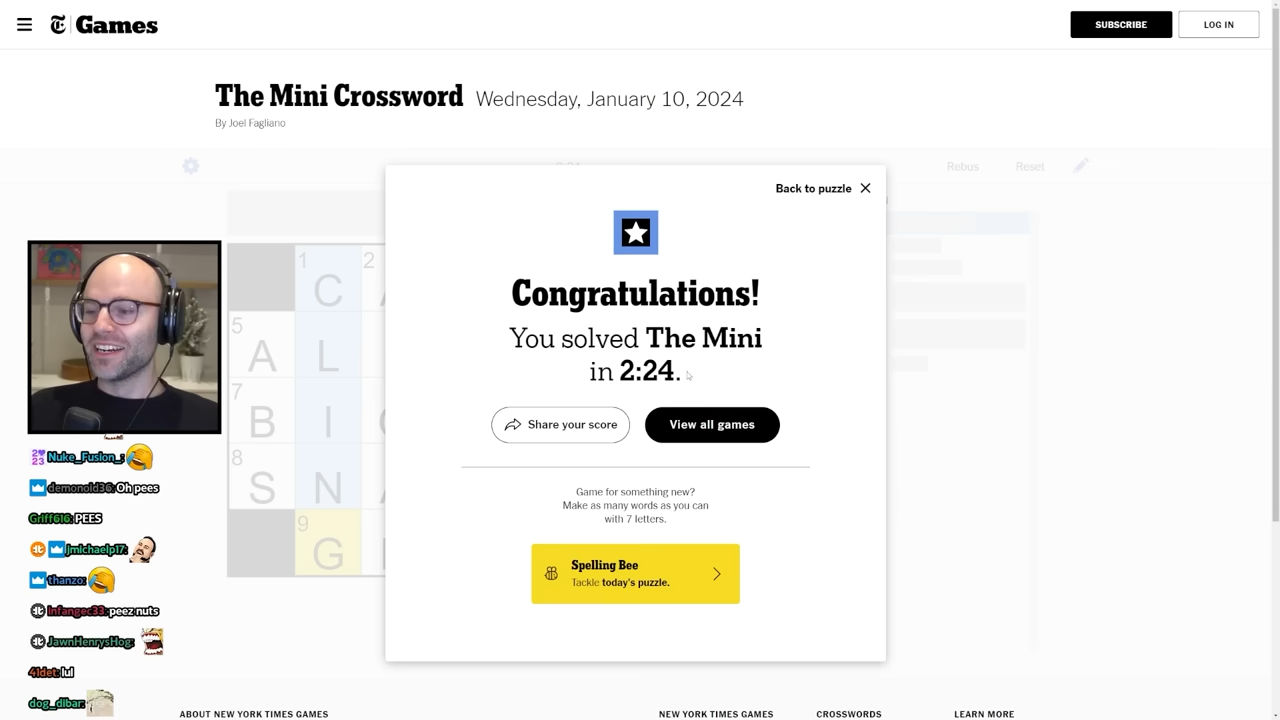 Games
SUBSCRIBE
LOG IN
The Mini Crossword Wednesday, January 10, 2024
By Joel Fagliano
Rebus
Reset
Back to puzzle
Congratulations!
You solved The Mini
in 2:24.
Share your score
View all games
Game for something new?
Make as many words as you can
with 7 letters.
Spelling Bee
Tackle today's puzzle.
1 C 2
5 A L
7 B I
8 S N
9 G
Nuke_Fusion_:
demonoid36: Oh pees
Griff616: PEES
jmichaelp17:
thanzo:
Infangec33: peez nuts
JawnHenrysHog:
41det: lul
dog_dibar:
ABOUT NEW YORK TIMES GAMES
NEW YORK TIMES GAMES
CROSSWORDS
LEARN MORE